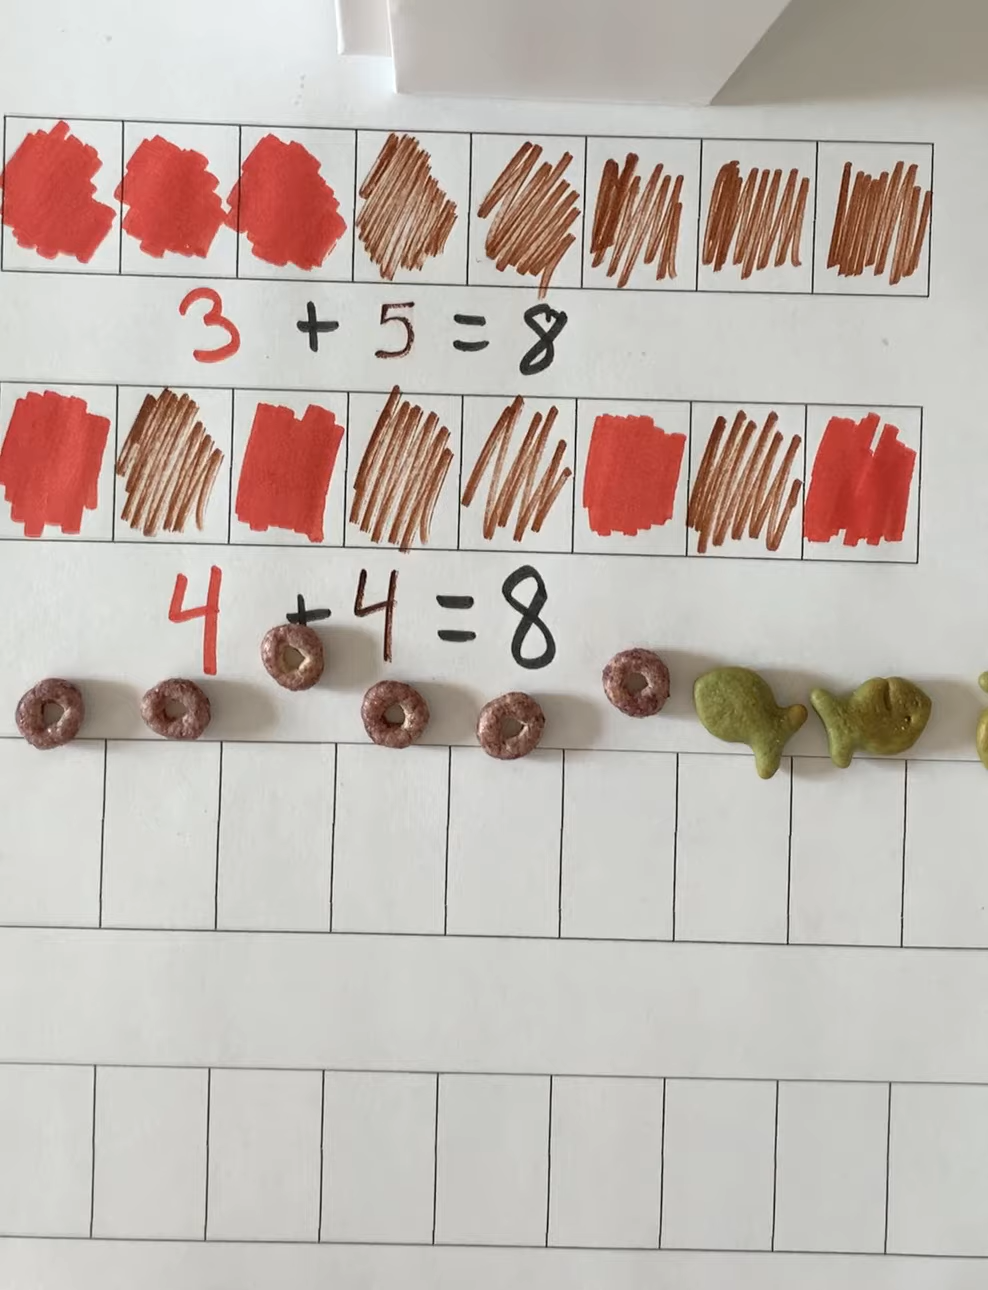 3 + 5 = 8
4 + 4 = 8